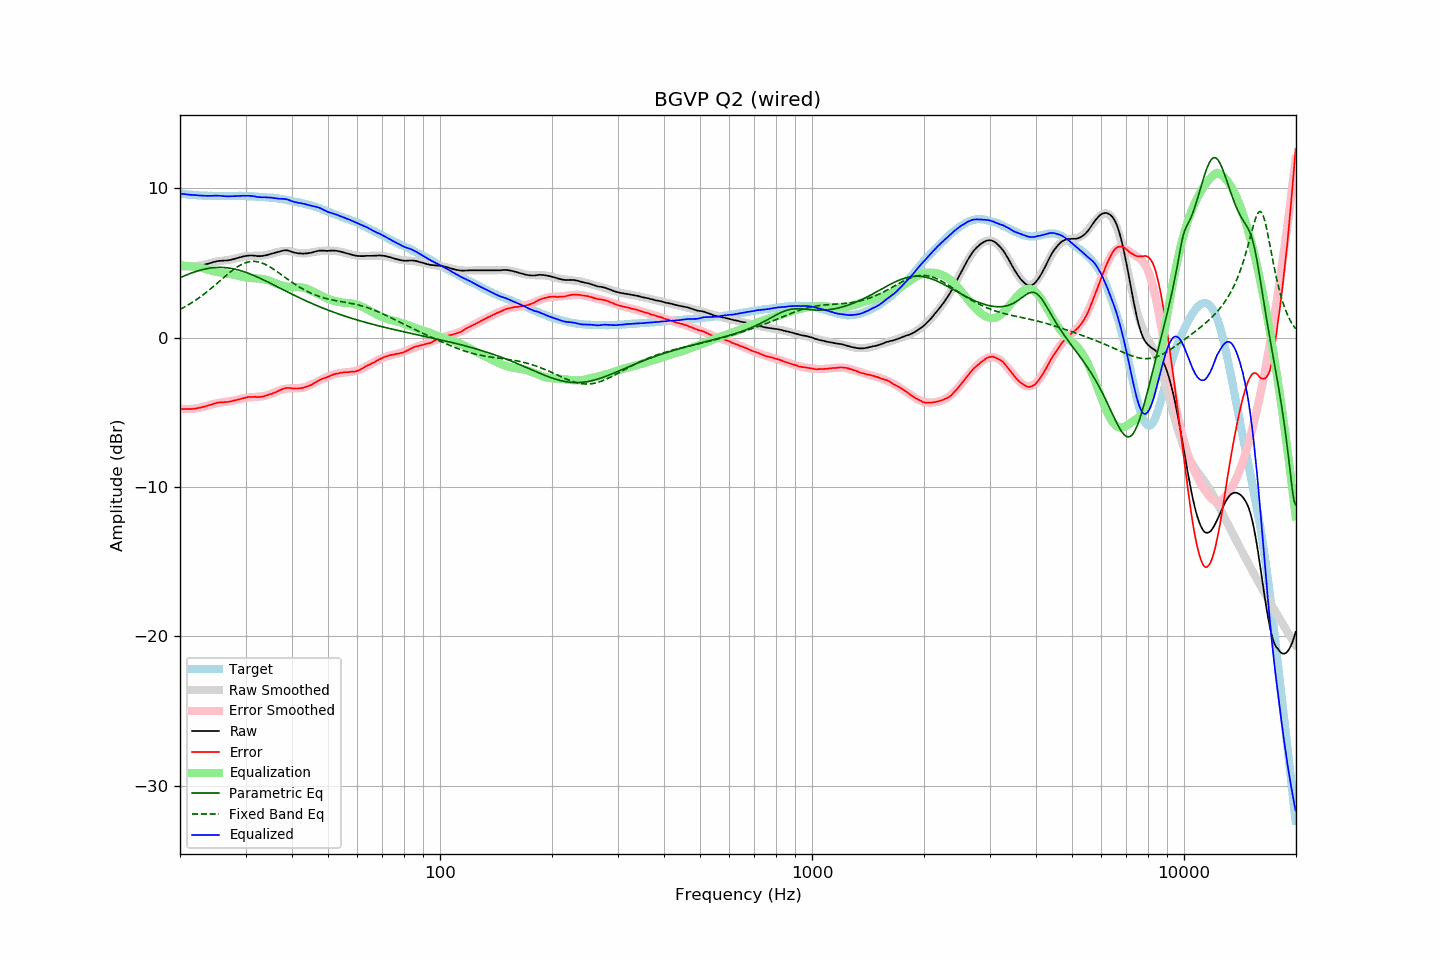 BGVP Q2 (wired)
10
0
−10
−20
−30
Amplitude (dBr)
Target
Raw Smoothed
Error Smoothed
Raw
Error
Equalization
Parametric Eq
Fixed Band Eq
Equalized
100
1000
10000
Frequency (Hz)